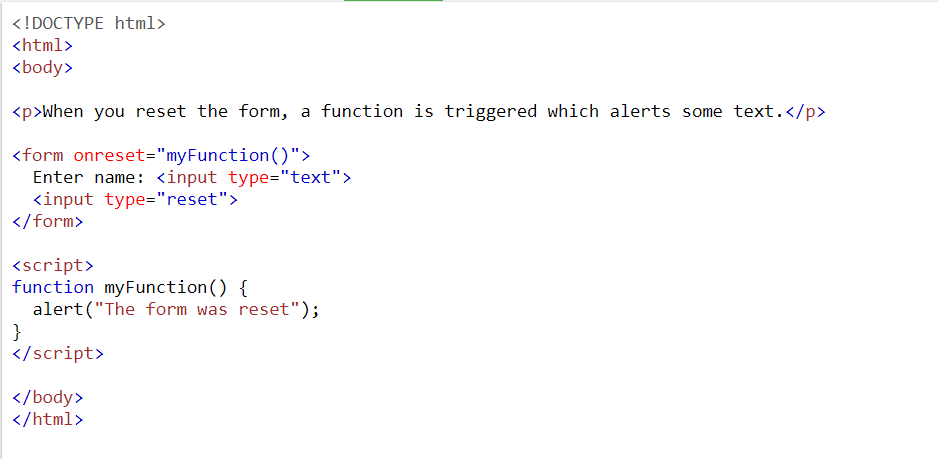 <!DOCTYPE html>
<html>
<body>
<p>When you reset the form, a function is triggered which alerts some text.</p>
<form onreset="myFunction()">
  Enter name: <input type="text">
  <input type="reset">
</form>
<script>
function myFunction() {
  alert("The form was reset");
}
</script>
</body>
</html>